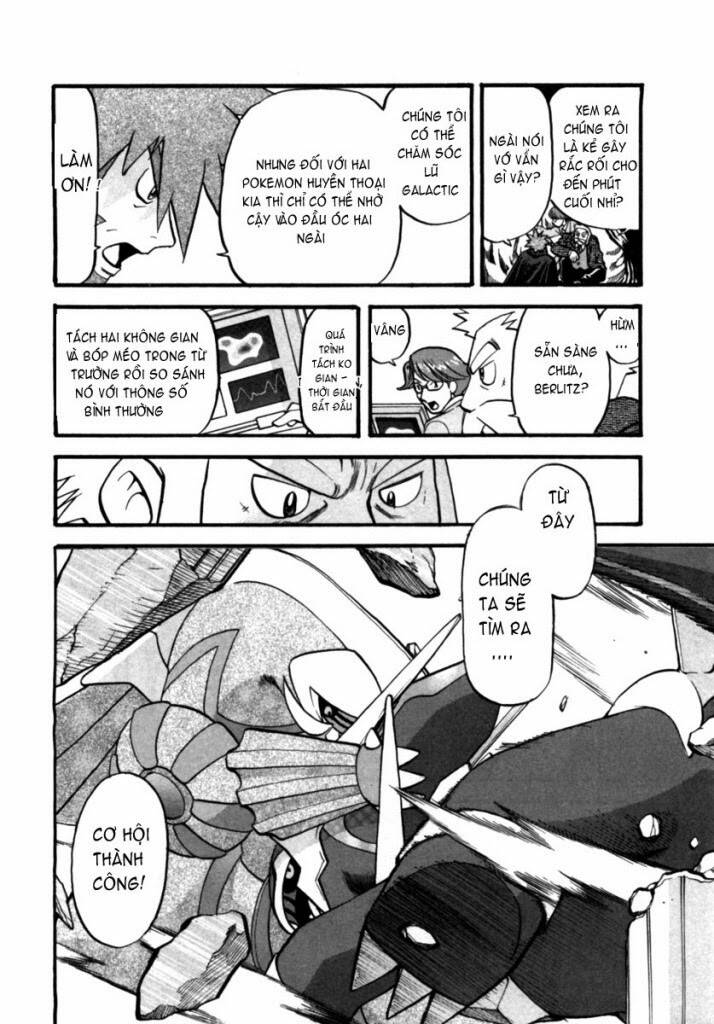 XEM RA
CHÚNG TÔI
LÀ KẺ GÂY
RẮC RỐI CHO
ĐẾN PHÚT
CUỐI NHỈ?
NGÀI NÓI
VỚ VẨN
GÌ VẬY?
CHÚNG TÔI
CÓ THỂ
CHĂM SÓC
LŨ
GALACTIC
NHƯNG ĐỐI VỚI HAI
POKEMON HUYỀN THOẠI
KIA THÌ CHỈ CÓ THỂ NHỜ
CẬY VÀO ĐẦU ÓC HAI
NGÀI
LÀM
ƠN!
HỪM
...
SẴN SÀNG
CHƯA,
BERLITZ?
VÂNG
QUÁ
TRÌNH
TÁCH KO
GIAN -
THỜI GIAN
BẮT ĐẦU
TÁCH HAI KHÔNG GIAN
VÀ BÓP MÉO TRONG TỪ
TRƯỜNG RỒI SO SÁNH
NÓ VỚI THÔNG SỐ
BÌNH THƯỜNG
TỪ
ĐÂY
CHÚNG
TA SẼ
TÌM RA
....
CƠ HỘI
THÀNH
CÔNG!